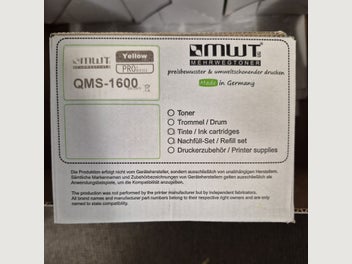 MWT
MEHRWEGTONER
Yellow
PRO
QMS-1600
MWT
MEHRWEGTONER
preisbewusster & umweltschonender drucken
Made in Germany
Toner
Trommel / Drum
Tinte / Ink cartridges
Nachfüll-Set / Refill set
Druckerzubehör / Printer supplies
Die Produktion erfolgt nicht vom Gerätehersteller, sondern ausschließlich von unabhängigen Herstellern.
Sämtliche Markennamen und Zubehörbezeichnungen von Geräteherstellern gelten ausschließlich als
Anwendungsbeispiele, um die Kompatibilität anzuzeigen.
The production was not performed by the printer manufacturer but by independent fabricators.
All brand names and manufacturer part numbers belong to their respective owners and are only
named to state compatibility.